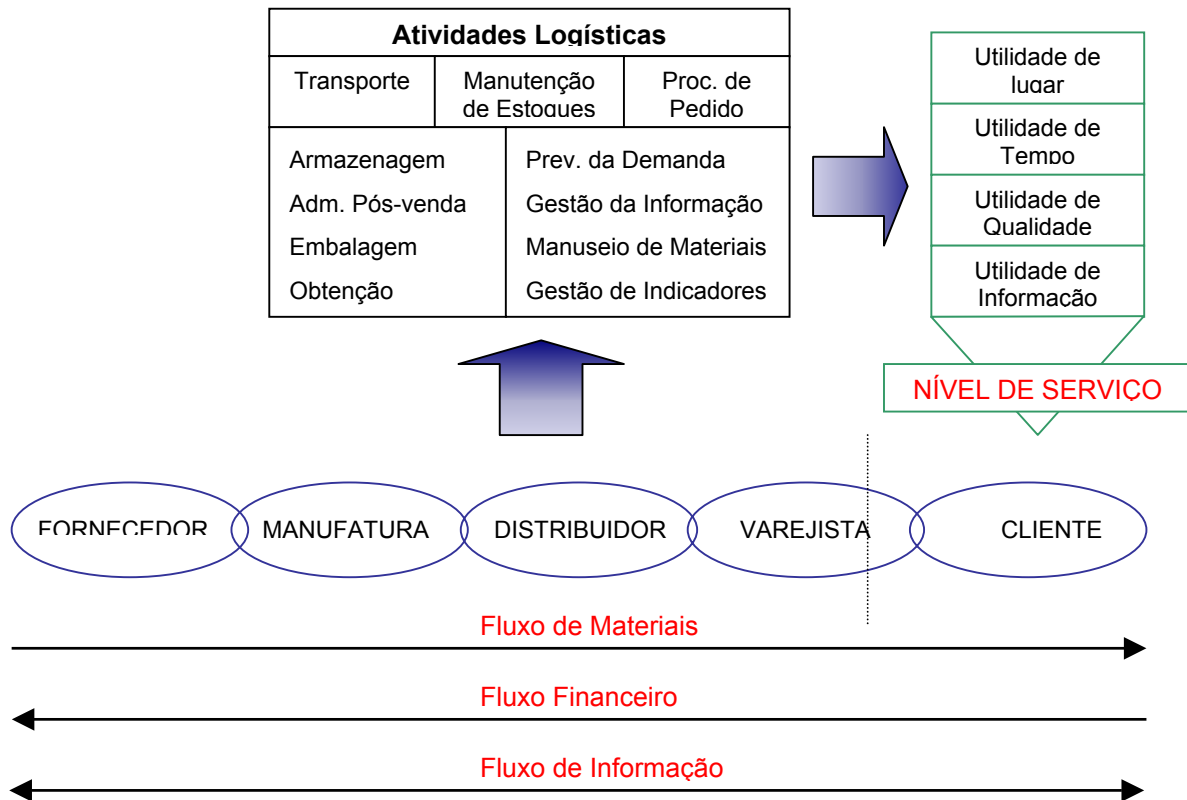 Atividades Logísticas
Transporte
Manutenção
de Estoques
Proc. de
Pedido
Armazenagem
Adm. Pós-venda
Embalagem
Obtenção
Prev. da Demanda
Gestão da Informação
Manuseio de Materiais
Gestão de Indicadores
Utilidade de
lugar
Utilidade de
Tempo
Utilidade de
Qualidade
Utilidade de
Informação
NÍVEL DE SERVIÇO
FORNECEDOR
MANUFATURA
DISTRIBUIDOR
VAREJISTA
CLIENTE
Fluxo de Materiais
Fluxo Financeiro
Fluxo de Informação